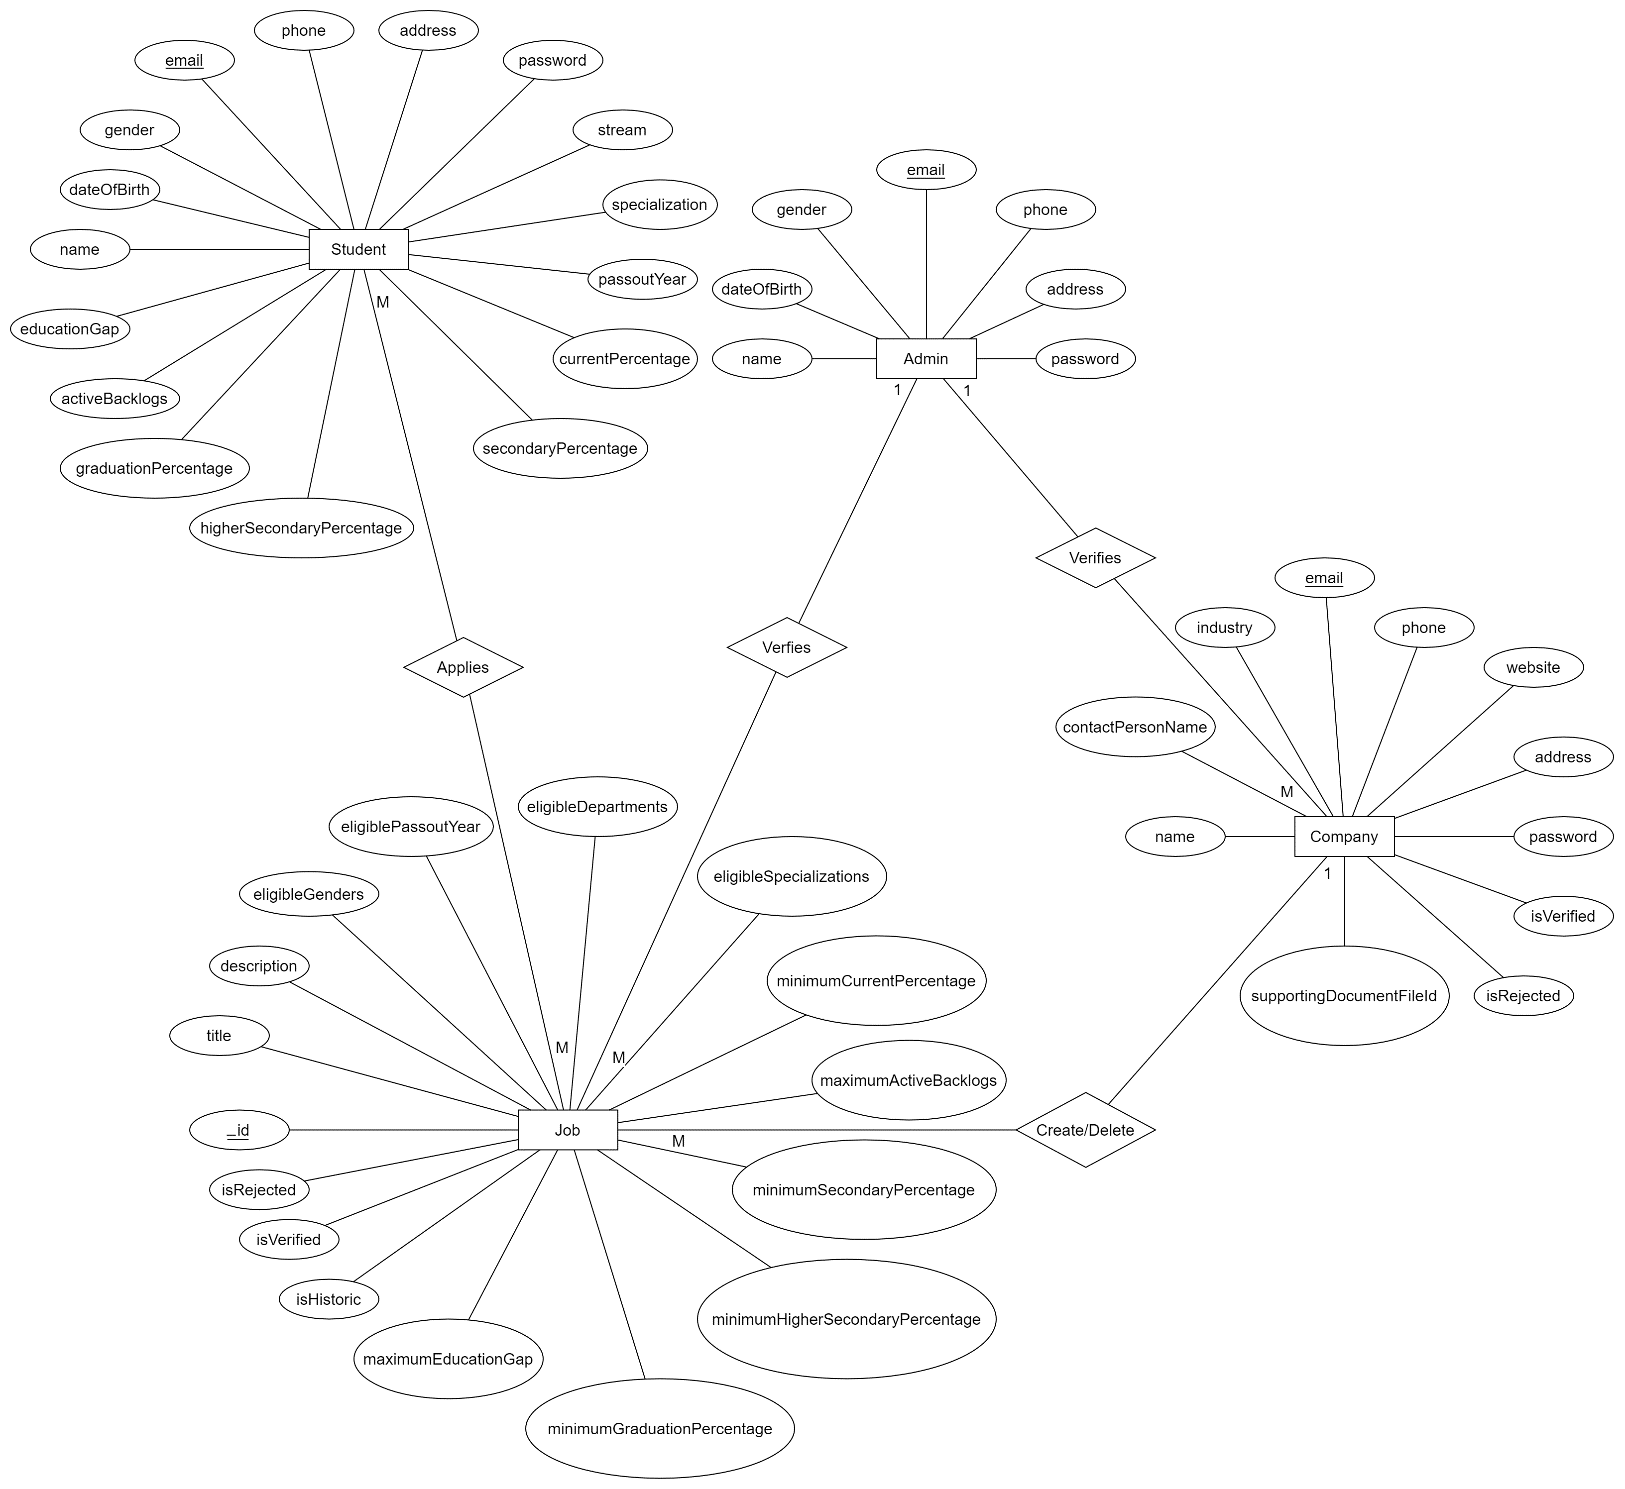 phone
address
email
password
gender
stream
dateOfBirth
specialization
name
Student
passoutYear
M
educationGap
currentPercentage
activeBacklogs
secondaryPercentage
graduationPercentage
higherSecondaryPercentage
email
gender
phone
dateOfBirth
address
name
Admin
password
1
1
Verifies
Applies
Verfies
email
industry
phone
website
contactPersonName
address
M
name
Company
password
1
isVerified
supportingDocumentFileId
isRejected
eligibleDepartments
eligiblePassoutYear
eligibleSpecializations
eligibleGenders
description
minimumCurrentPercentage
title
M
M
maximumActiveBacklogs
_id
Job
Create/Delete
M
isRejected
minimumSecondaryPercentage
isVerified
isHistoric
minimumHigherSecondaryPercentage
maximumEducationGap
minimumGraduationPercentage